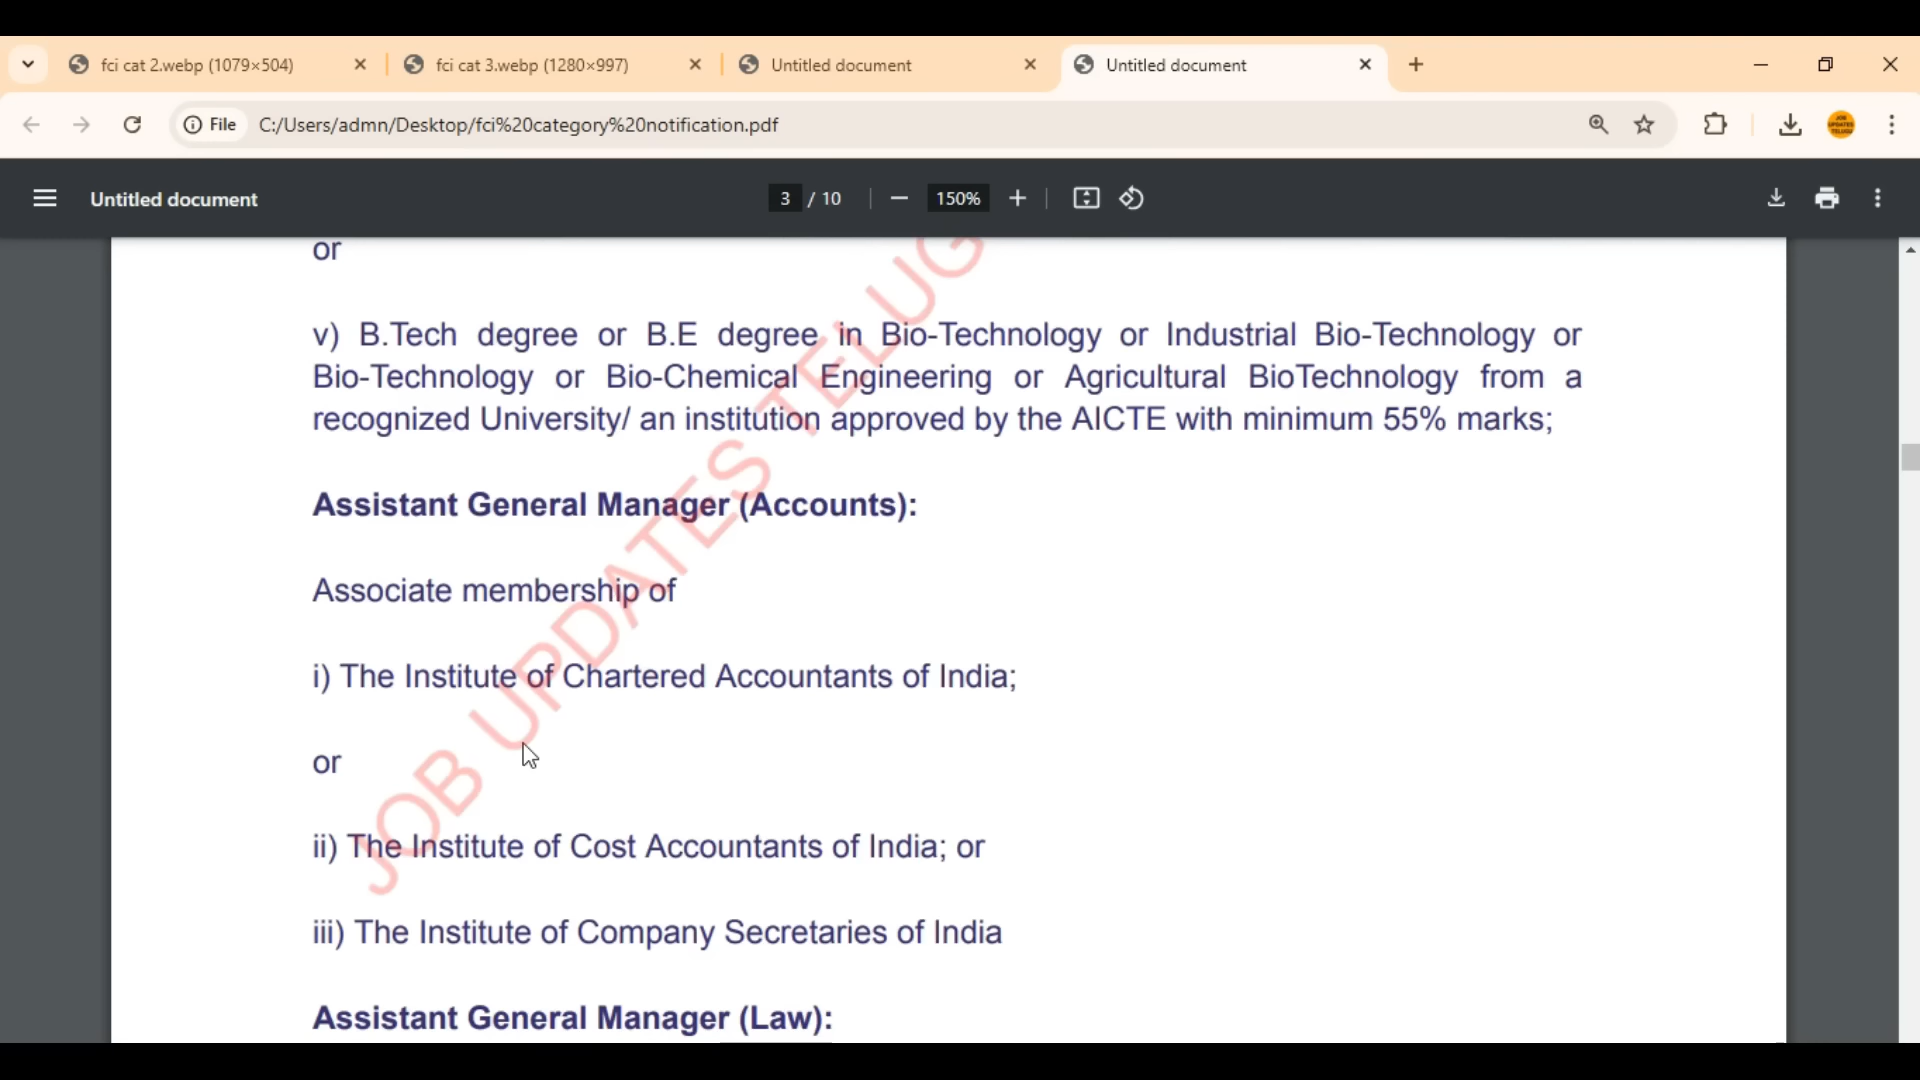 fci cat 2.webp (1079×504)
fci cat 3.webp (1280×997)
Untitled document
Untitled document
File
C:/Users/admn/Desktop/fci%20category%20notification.pdf
JOB UPDATES TELUGU
Untitled document
3 / 10
150%
or
v) B.Tech degree or B.E degree in Bio-Technology or Industrial Bio-Technology or
Bio-Technology or Bio-Chemical Engineering or Agricultural BioTechnology from a
recognized University/ an institution approved by the AICTE with minimum 55% marks;
Assistant General Manager (Accounts):
Associate membership of
i) The Institute of Chartered Accountants of India;
or
ii) The Institute of Cost Accountants of India; or
iii) The Institute of Company Secretaries of India
Assistant General Manager (Law):
JOB UPDATES TELUG